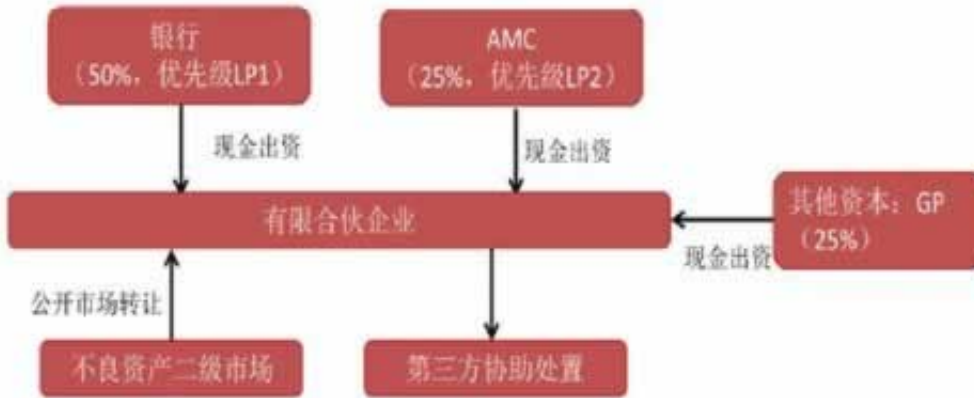 银行
（50%，优先级LP1）
AMC
（25%，优先级LP2）
现金出资
现金出资
有限合伙企业
其他资本：GP
（25%）
现金出资
公开市场转让
不良资产二级市场
第三方协助处置